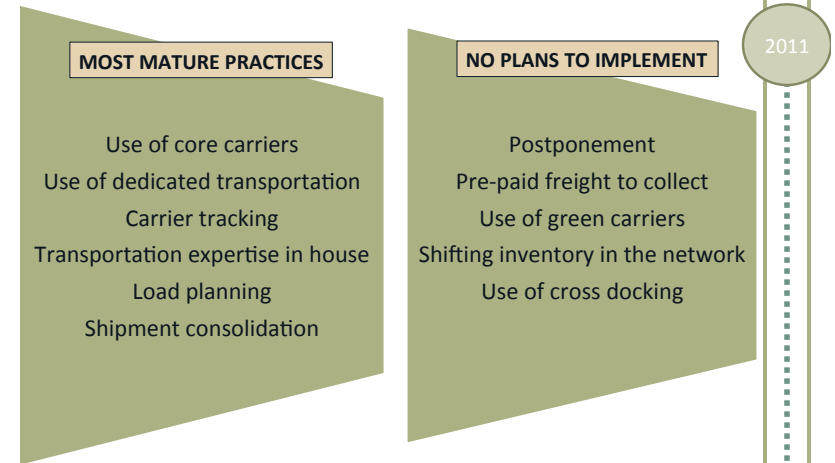 MOST MATURE PRACTICES
Use of core carriers
Use of dedicated transportation
Carrier tracking
Transportation expertise in house
Load planning
Shipment consolidation
NO PLANS TO IMPLEMENT
Postponement
Pre-paid freight to collect
Use of green carriers
Shifting inventory in the network
Use of cross docking
2011